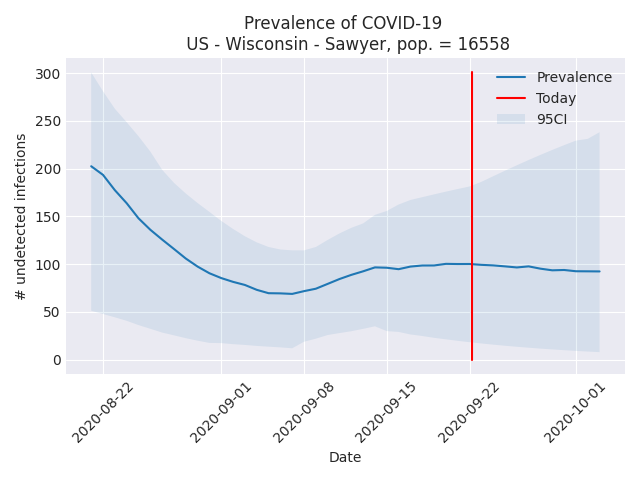 Prevalence of COVID-19
US - Wisconsin - Sawyer, pop. = 16558
300
250
200
150
100
50
0
# undetected infections
Prevalence
Today
95CI
2020-08-22
2020-09-01
2020-09-08
2020-09-15
2020-09-22
2020-10-01
Date